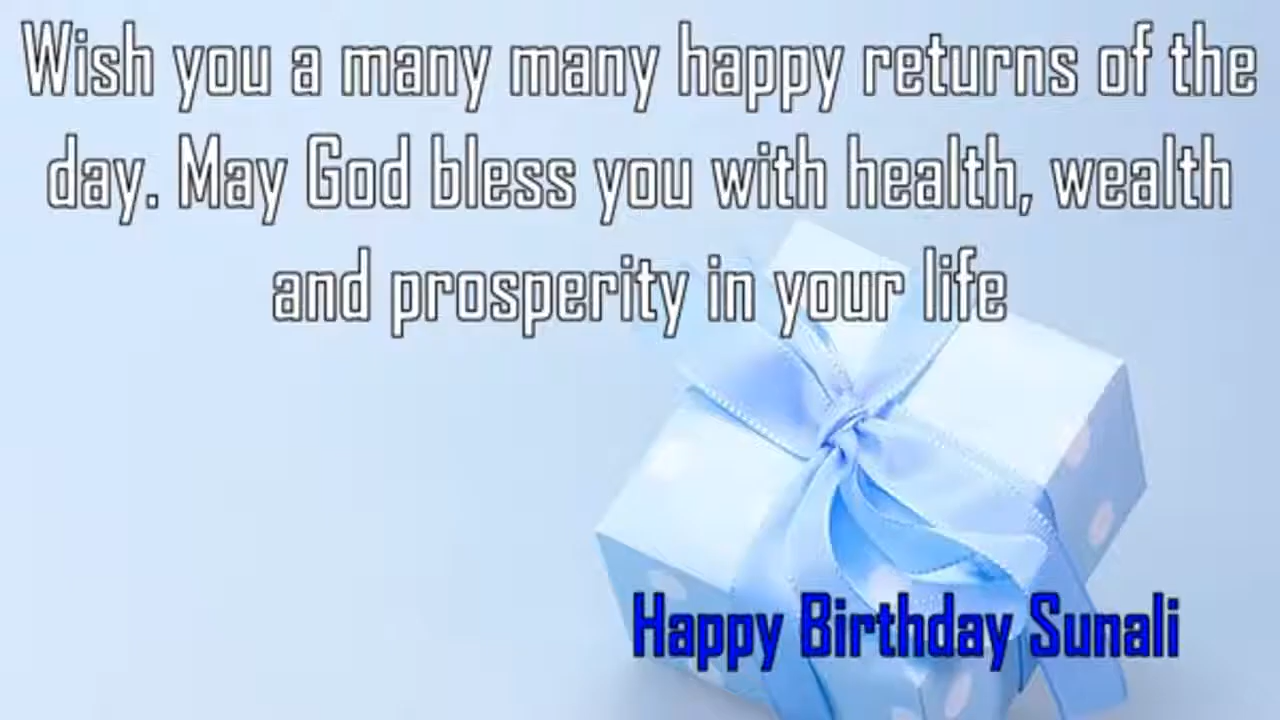 Wish you a many many happy returns of the
day. May God bless you with health, wealth
and prosperity in your life
Happy Birthday Sunali